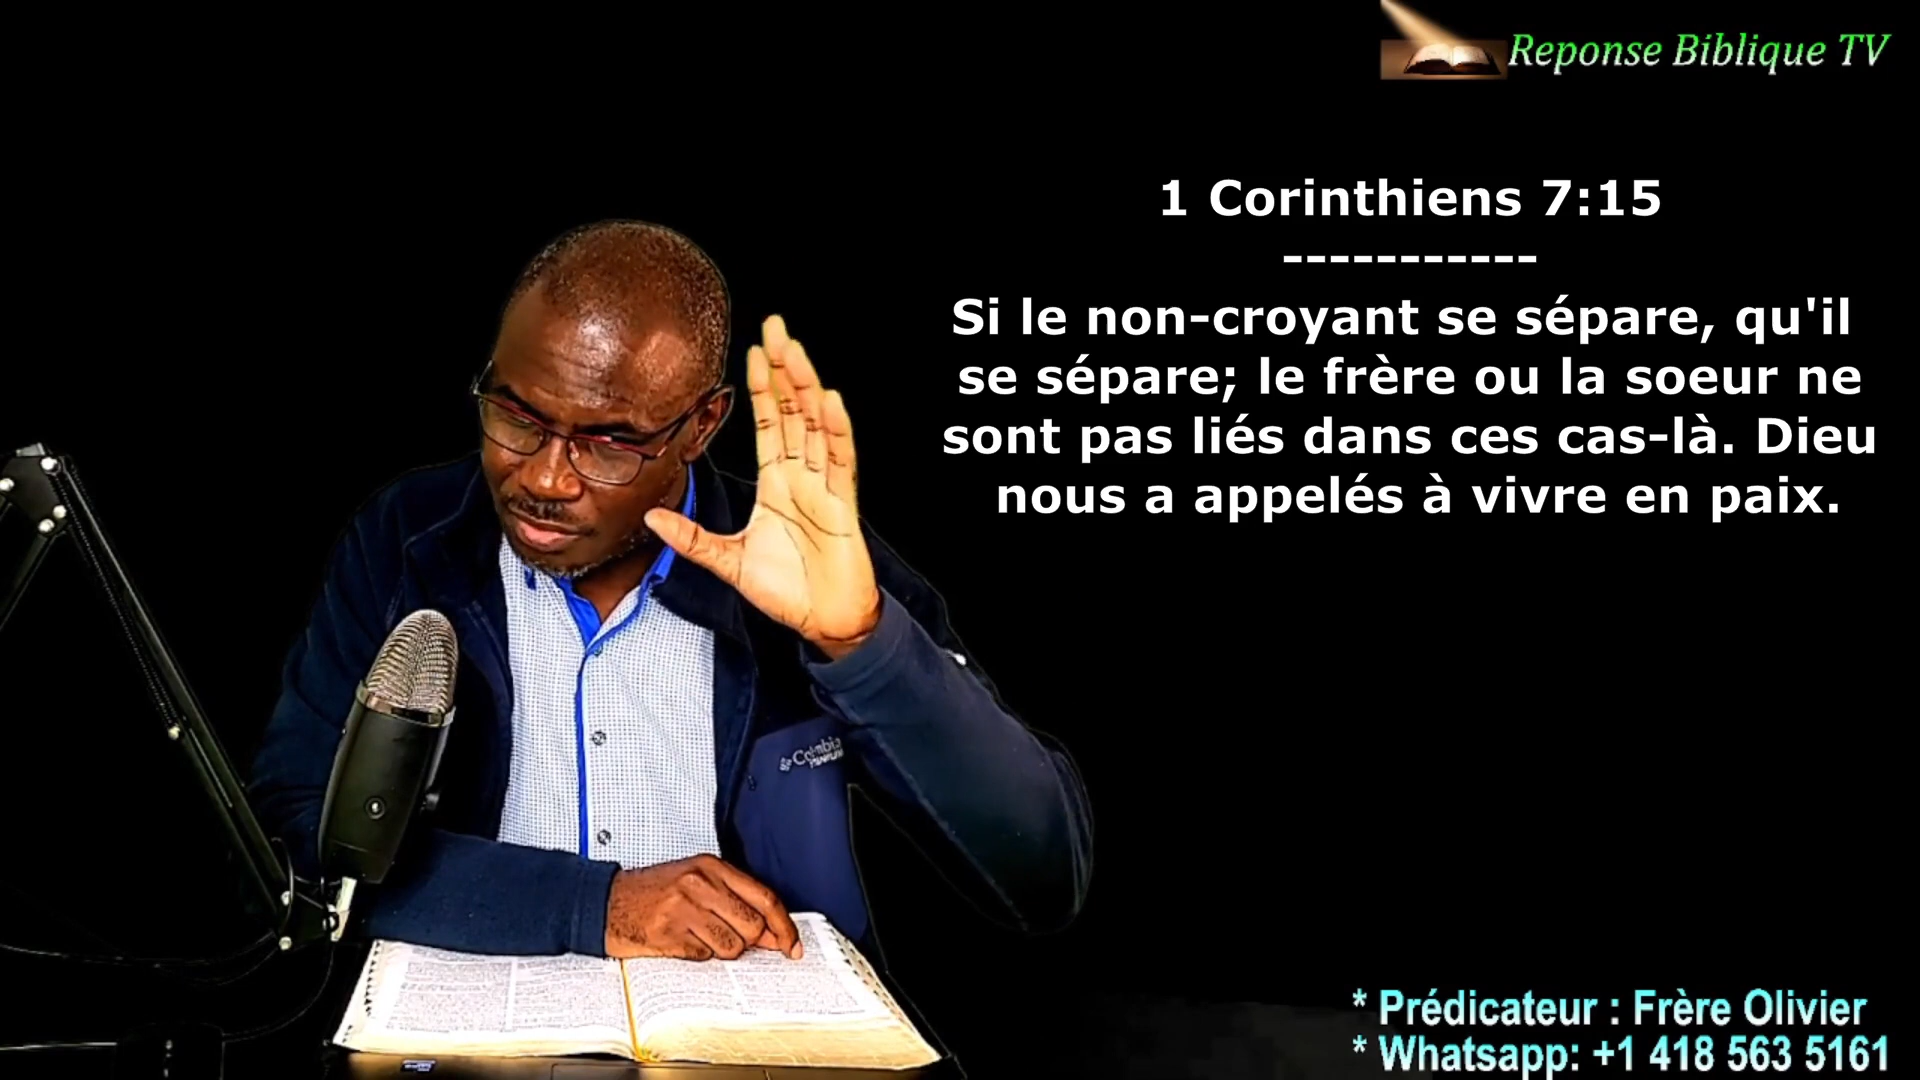 Reponse Biblique TV
1 Corinthiens 7:15
-----------
Si le non-croyant se sépare, qu'il
se sépare; le frère ou la soeur ne
sont pas liés dans ces cas-là. Dieu
nous a appelés à vivre en paix.
Columbia
* Prédicateur : Frère Olivier
* Whatsapp: +1 418 563 5161